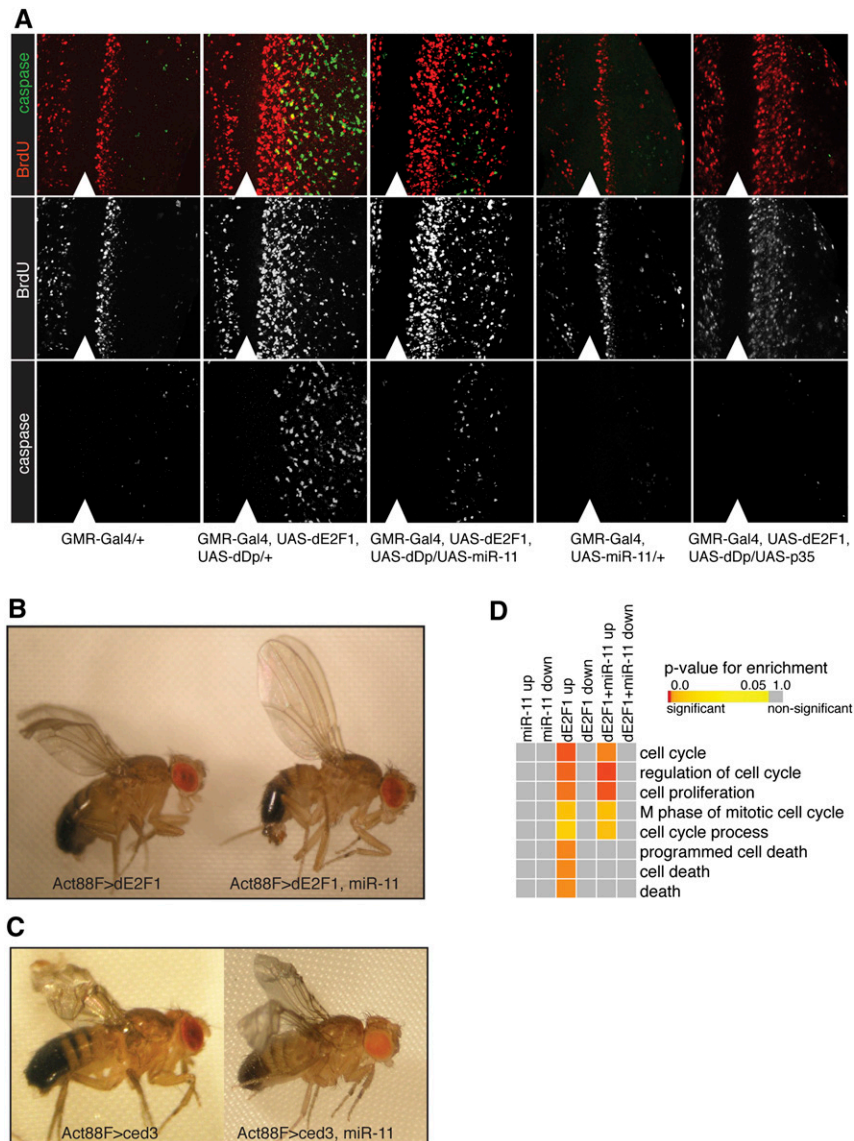 A
caspase
BrdU
BrdU
caspase
GMR-Gal4/+
GMR-Gal4, UAS-dE2F1,
UAS-dDp/+
GMR-Gal4, UAS-dE2F1,
UAS-dDp/UAS-miR-11
GMR-Gal4,
UAS-miR-11/+
GMR-Gal4, UAS-dE2F1,
UAS-dDp/UAS-p35
B
Act88F>dE2F1
Act88F>dE2F1, miR-11
C
Act88F>ced3
Act88F>ced3, miR-11
D
miR-11 up
miR-11 down
dE2F1 up
dE2F1 down
dE2F1+miR-11 up
dE2F1+miR-11 down
p-value for enrichment
0.0 0.05 1.0
significant non-significant
cell cycle
regulation of cell cycle
cell proliferation
M phase of mitotic cell cycle
cell cycle process
programmed cell death
cell death
death